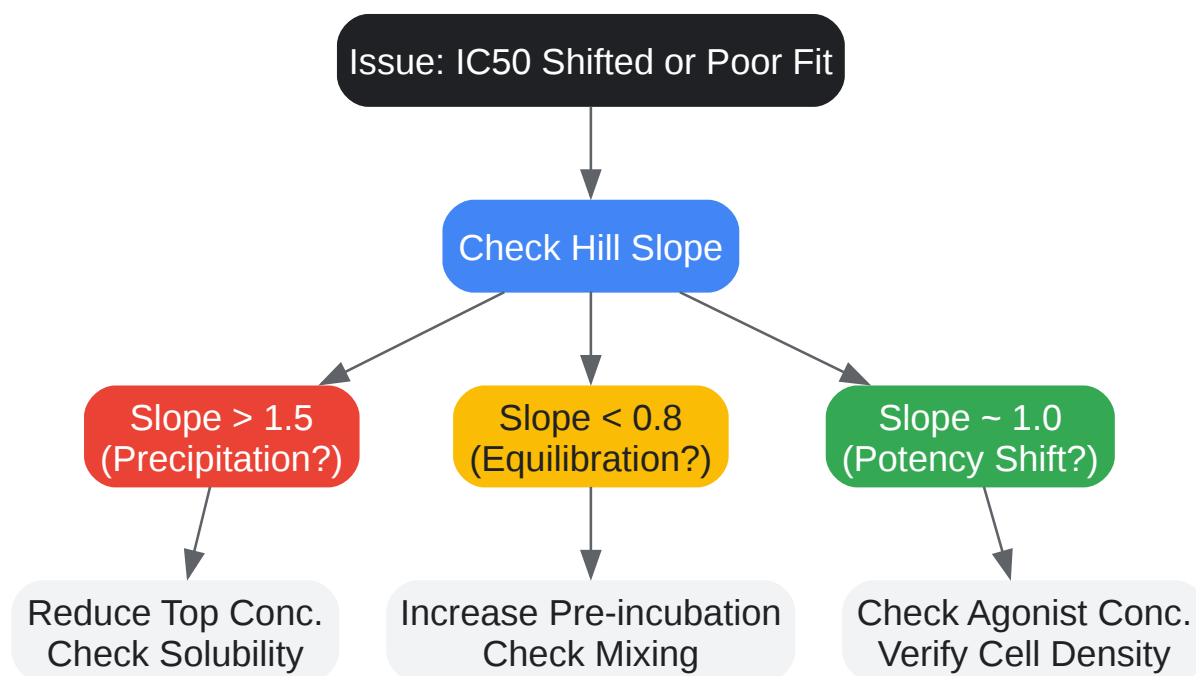 Issue: IC50 Shifted or Poor Fit
Check Hill Slope
Slope > 1.5
(Precipitation?)
Slope < 0.8
(Equilibration?)
Slope ~ 1.0
(Potency Shift?)
Reduce Top Conc.
Check Solubility
Increase Pre-incubation
Check Mixing
Check Agonist Conc.
Verify Cell Density